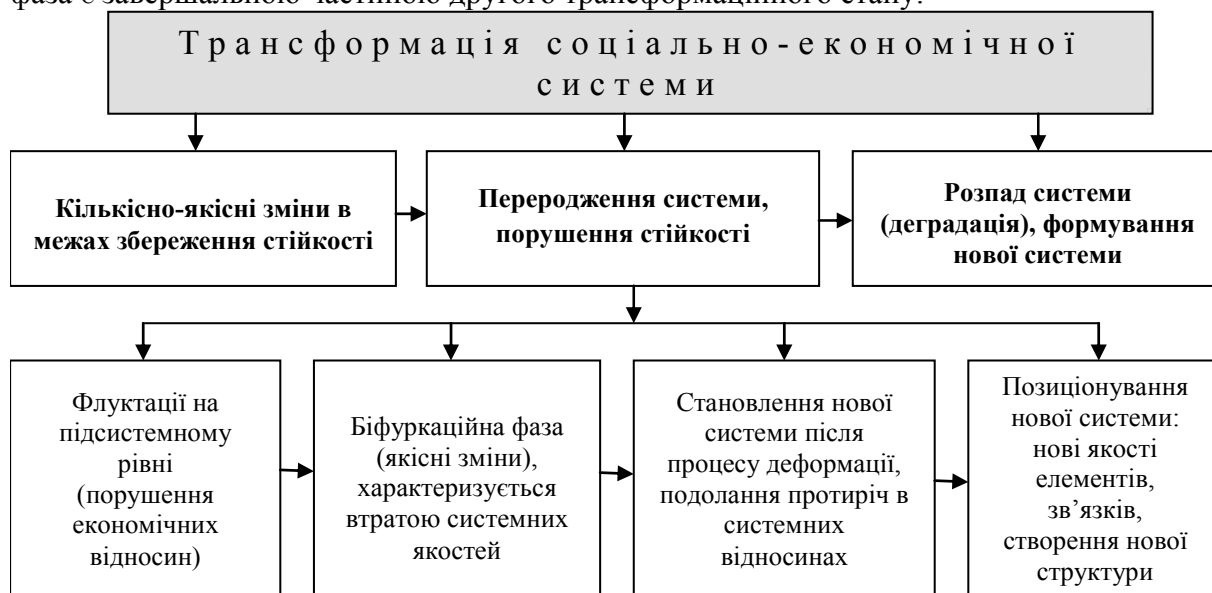 фаза є завершальною частиною другого трансформаційного стану.
Трансформація соціально-економічної
системи
Кількісно-якісні зміни в
межах збереження стійкості
Переродження системи,
порушення стійкості
Розпад системи
(деградація), формування
нової системи
Флуктації на
підсистемному
рівні
(порушення
економічних
відносин)
Біфуркаційна фаза
(якісні зміни),
характеризується
втратою системних
якостей
Становлення нової
системи після
процесу деформації,
подолання протиріч в
системних
відносинах
Позиціонування
нової системи:
нові якості
елементів,
зв’язків,
створення нової
структури